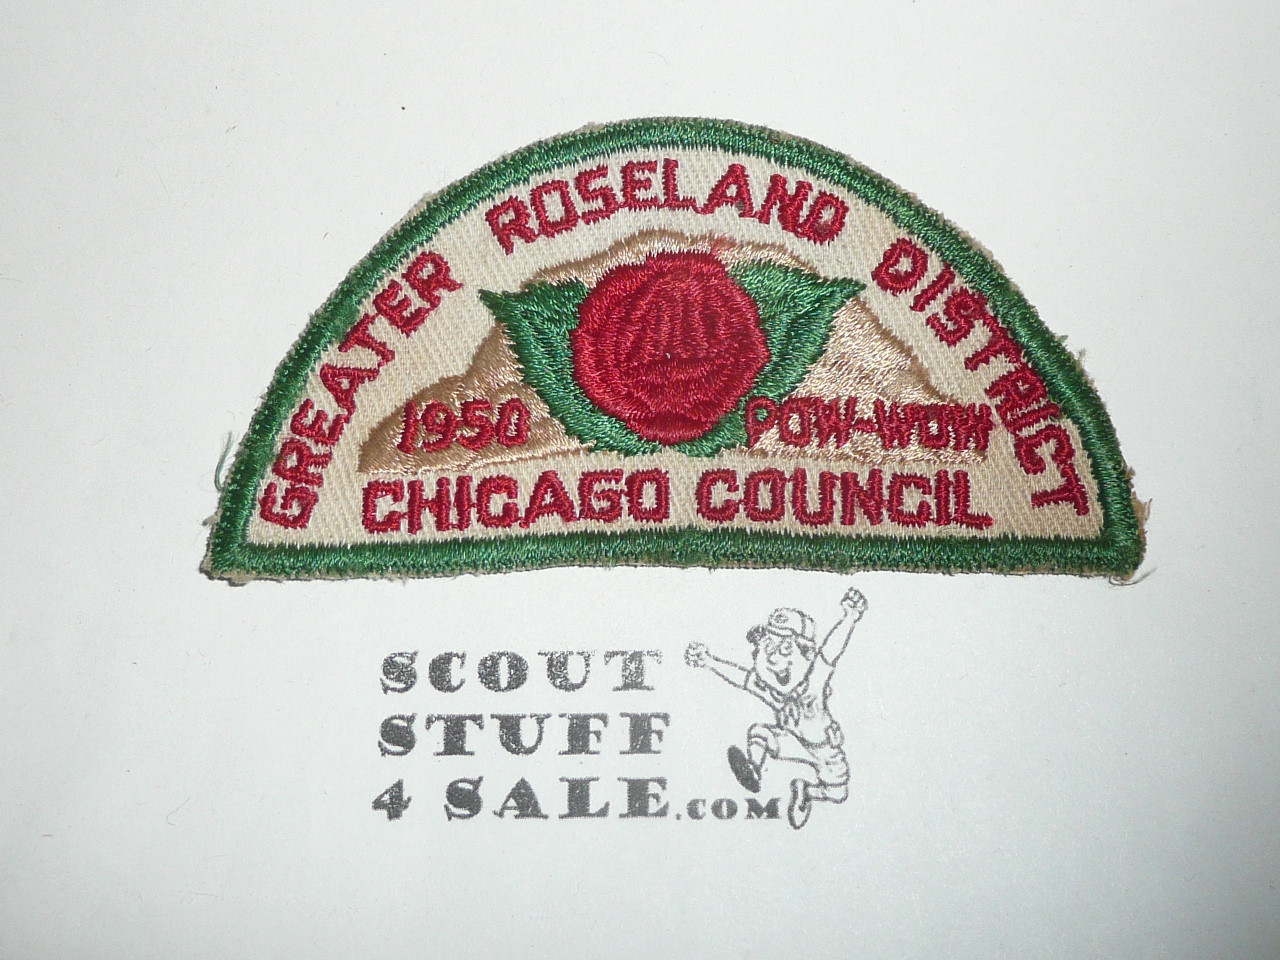 GREATER ROSELAND DISTRICT
1950 POW-WOW
CHICAGO COUNCIL
SCOUT
STUFF
4 SALE.COM